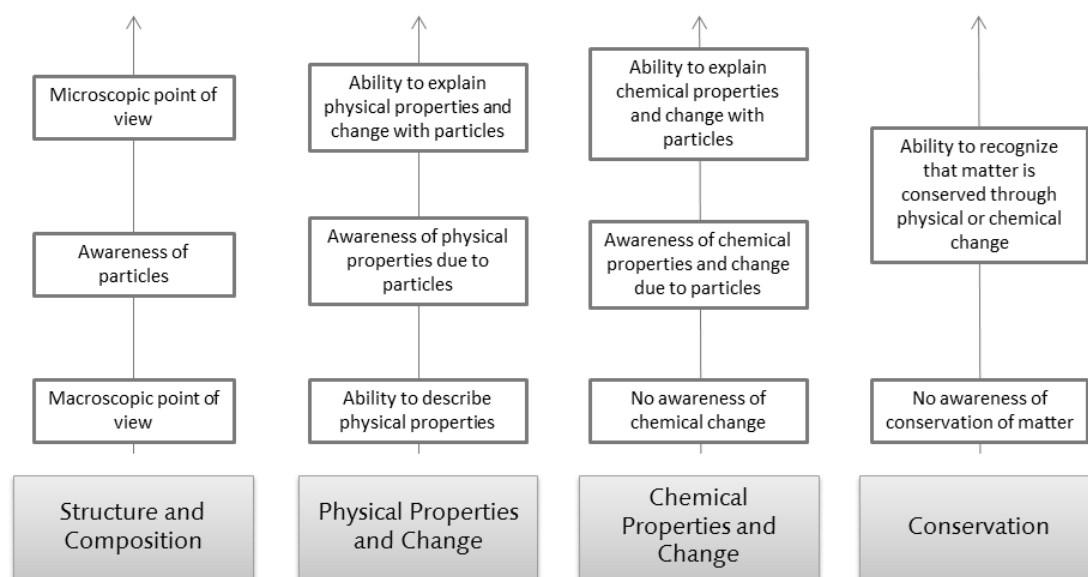 Microscopic point of
view
Awareness of
particles
Macroscopic point of
view
Structure and
Composition
Ability to explain
physical properties and
change with particles
Awareness of physical
properties due to
particles
Ability to describe
physical properties
Physical Properties
and Change
Ability to explain
chemical properties
and change with
particles
Awareness of chemical
properties and change
due to particles
No awareness of
chemical change
Chemical
Properties and
Change
Ability to recognize
that matter is
conserved through
physical or chemical
change
No awareness of
conservation of matter
Conservation